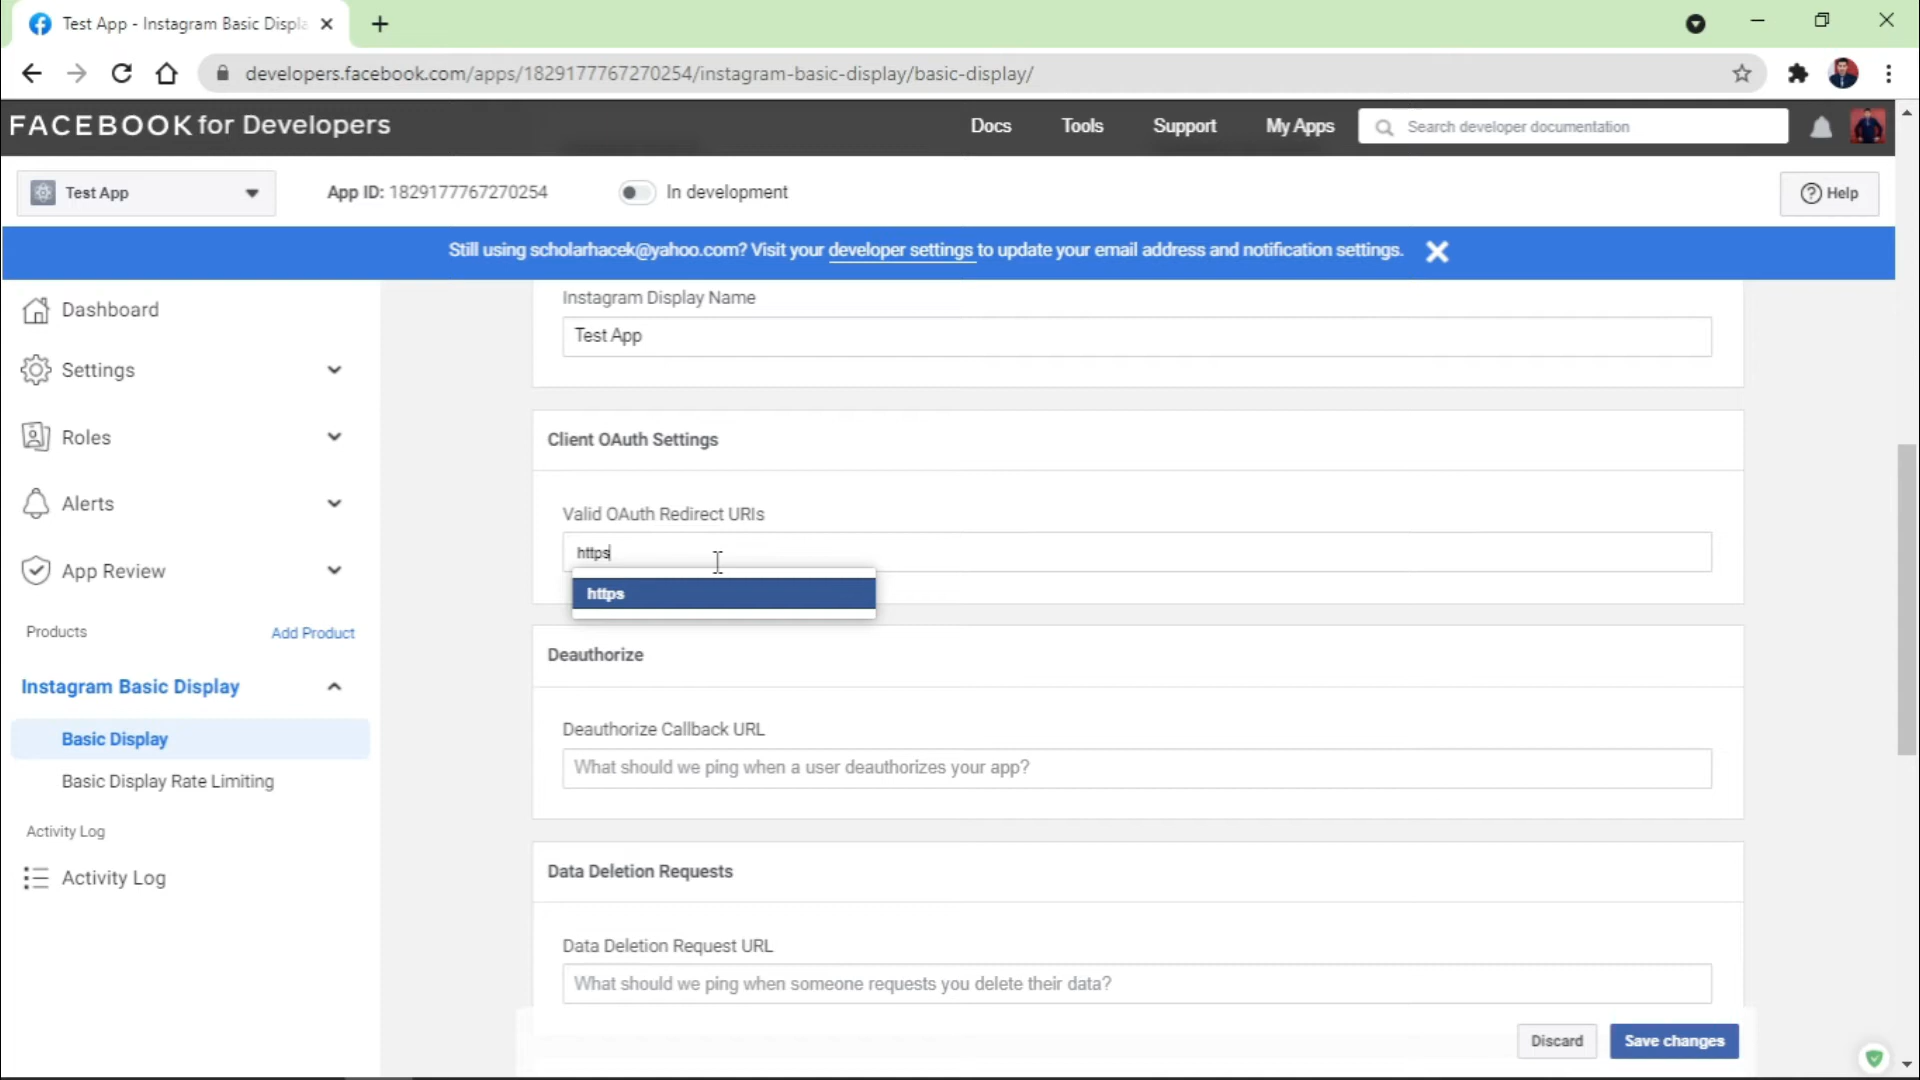 Test App - Instagram Basic Displa
developers.facebook.com/apps/1829177767270254/instagram-basic-display/basic-display/
FACEBOOK for Developers
Docs
Tools
Support
My Apps
Search developer documentation
Test App
App ID: 1829177767270254
In development
Help
Still using scholarhacek@yahoo.com? Visit your developer settings to update your email address and notification settings.
Dashboard
Settings
Roles
Alerts
App Review
Products
Add Product
Instagram Basic Display
Basic Display
Basic Display Rate Limiting
Activity Log
Activity Log
Instagram Display Name
Test App
Client OAuth Settings
Valid OAuth Redirect URIs
https
https
Deauthorize
Deauthorize Callback URL
What should we ping when a user deauthorizes your app?
Data Deletion Requests
Data Deletion Request URL
What should we ping when someone requests you delete their data?
Discard
Save changes